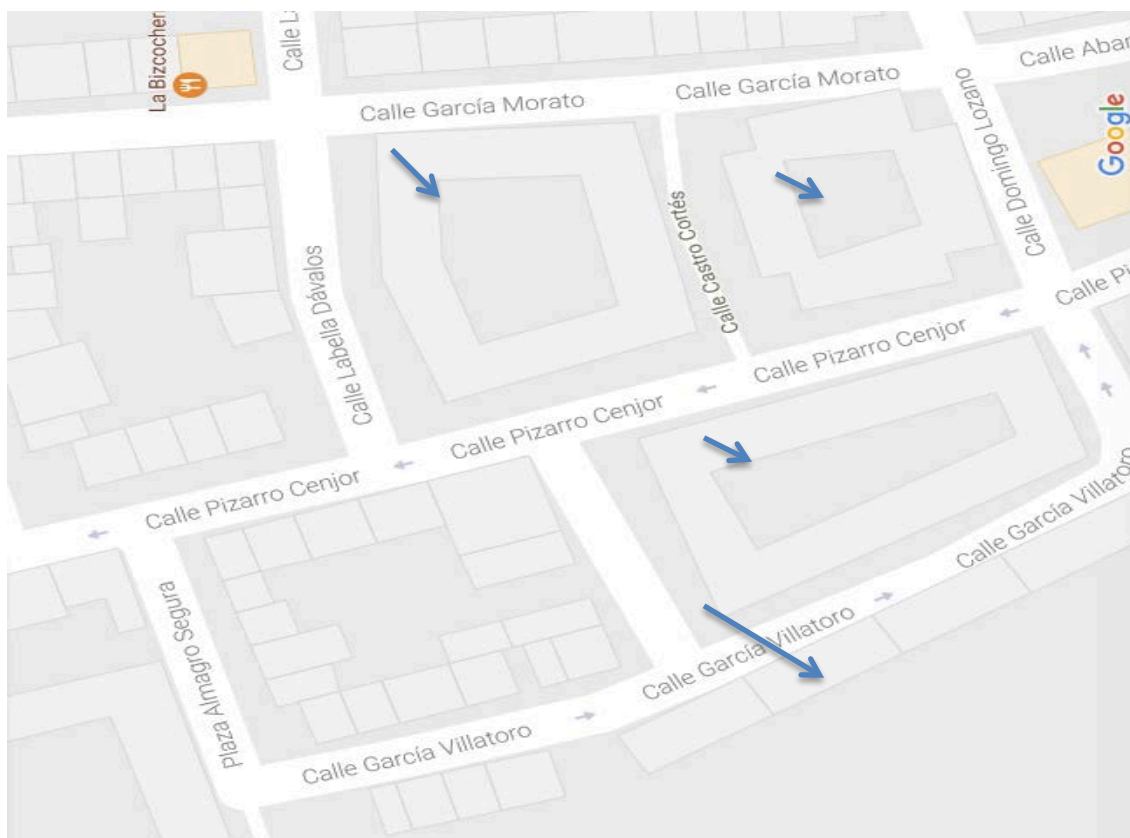 La Bizcocher
Calle La
Calle García Morato
Calle García Morato
Calle Abar
Google
Calle Domingo Lozano
Calle Castro Cortés
Calle Labella Dávalos
Calle Pi
Calle Pizarro Cenjor
Calle Pizarro Cenjor
Calle Pizarro Cenjor
Calle García Villatoro
Plaza Almagro Segura
Calle García Villatoro
Calle García Villatoro